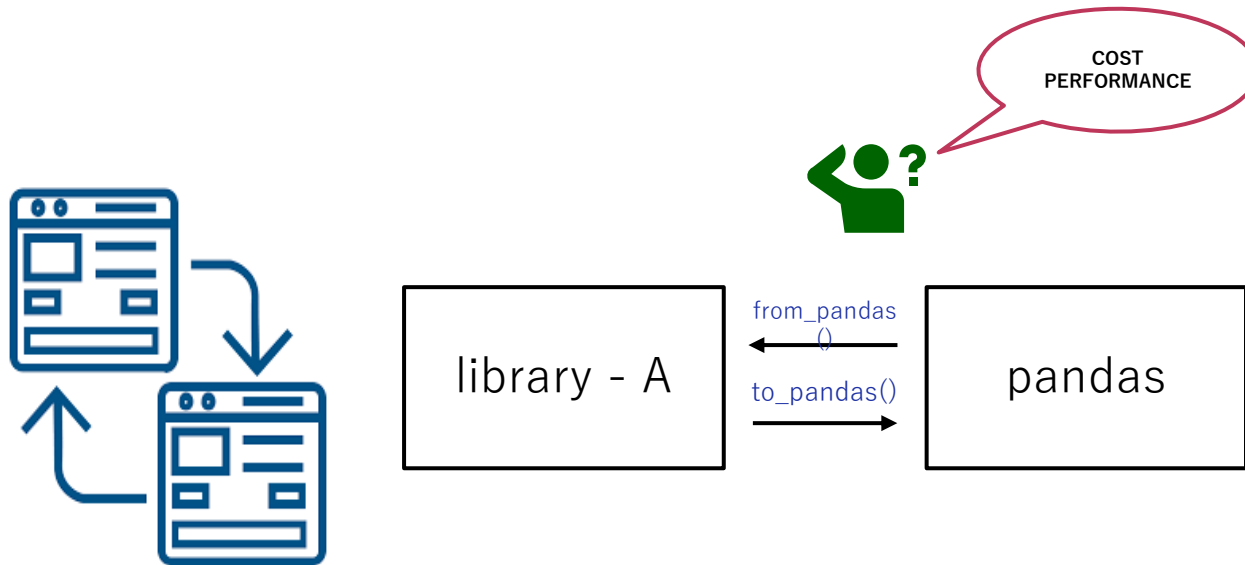 COST
PERFORMANCE
?
library - A
from_pandas
()
to_pandas()
pandas